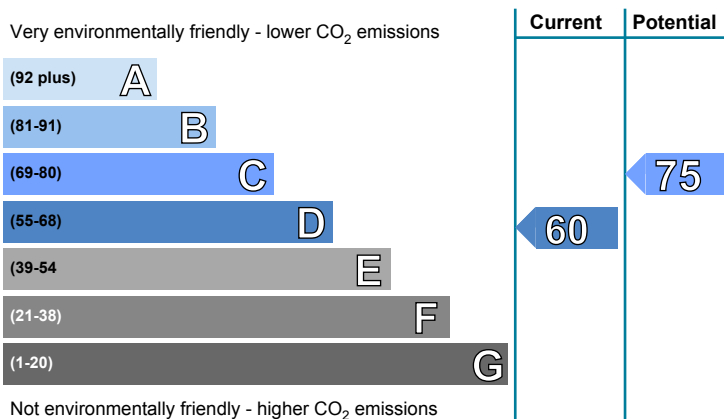 Current Potential
Very environmentally friendly - lower CO2 emissions
(92 plus) A
(81-91) B
(69-80) C
75
(55-68) D
60
(39-54 E
(21-38) F
(1-20) G
Not environmentally friendly - higher CO2 emissions